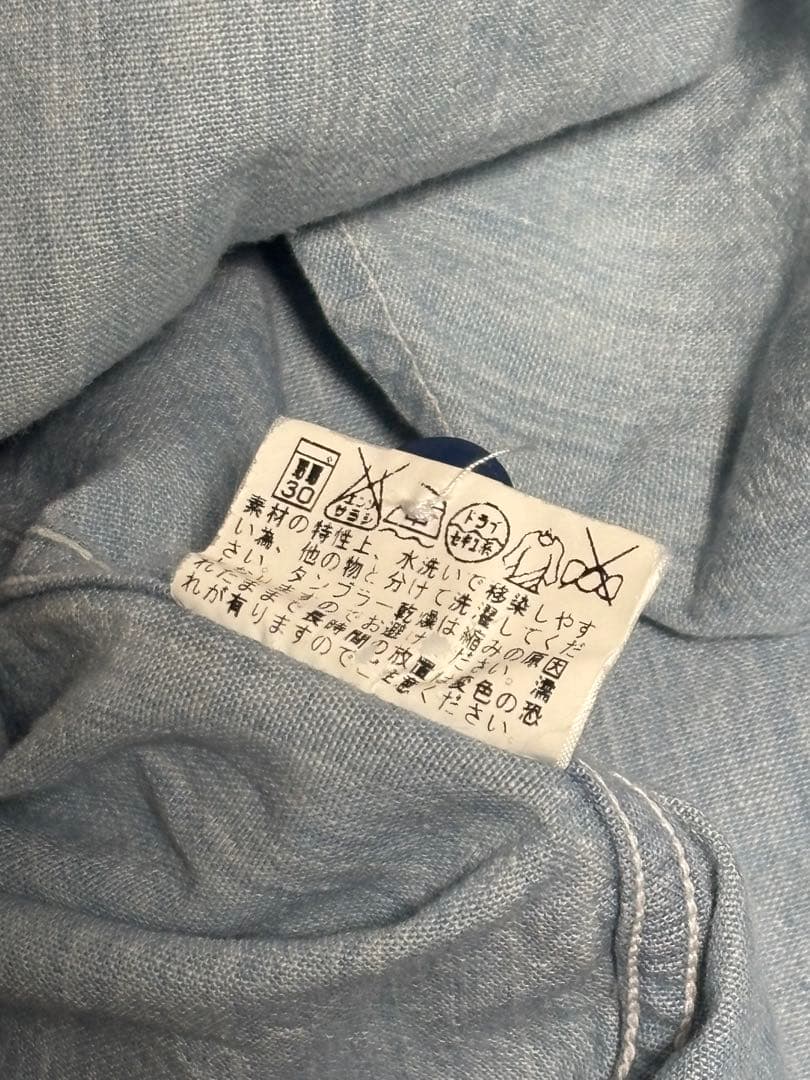 30
エンソ
サラシ
中
ドライ
セキユ系
素材の特性上、水洗いで移染しやす
い為、他の物と分けて洗濯してくだ
さい。タンブラー乾燥は縮みの原因
ますのでお避けください。濡
れたままで長時間の放置は変色の恐
れが有りますのでご注意ください。